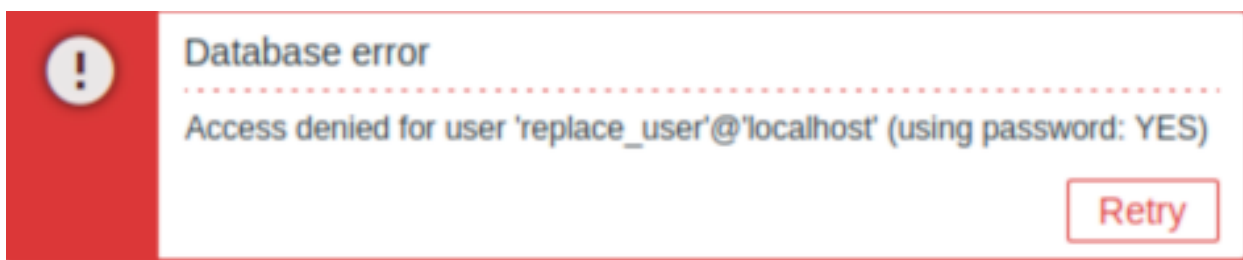 !
Database error
Access denied for user 'replace_user'@'localhost' (using password: YES)
Retry